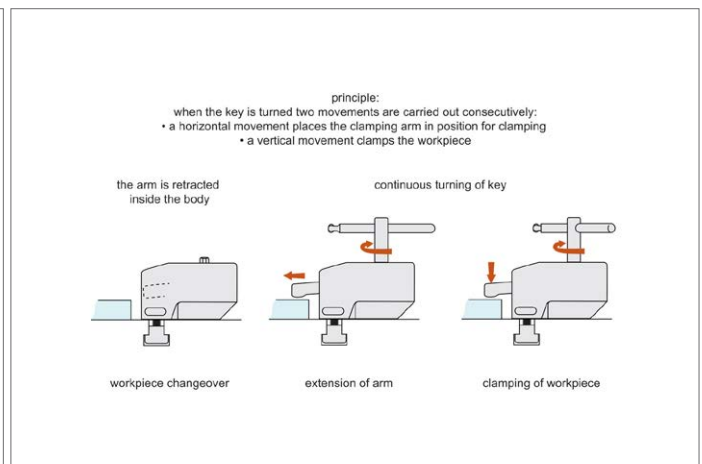 principle:
when the key is turned two movements are carried out consecutively:
• a horizontal movement places the clamping arm in position for clamping
• a vertical movement clamps the workpiece
the arm is retracted
inside the body
continuous turning of key
workpiece changeover
extension of arm
clamping of workpiece